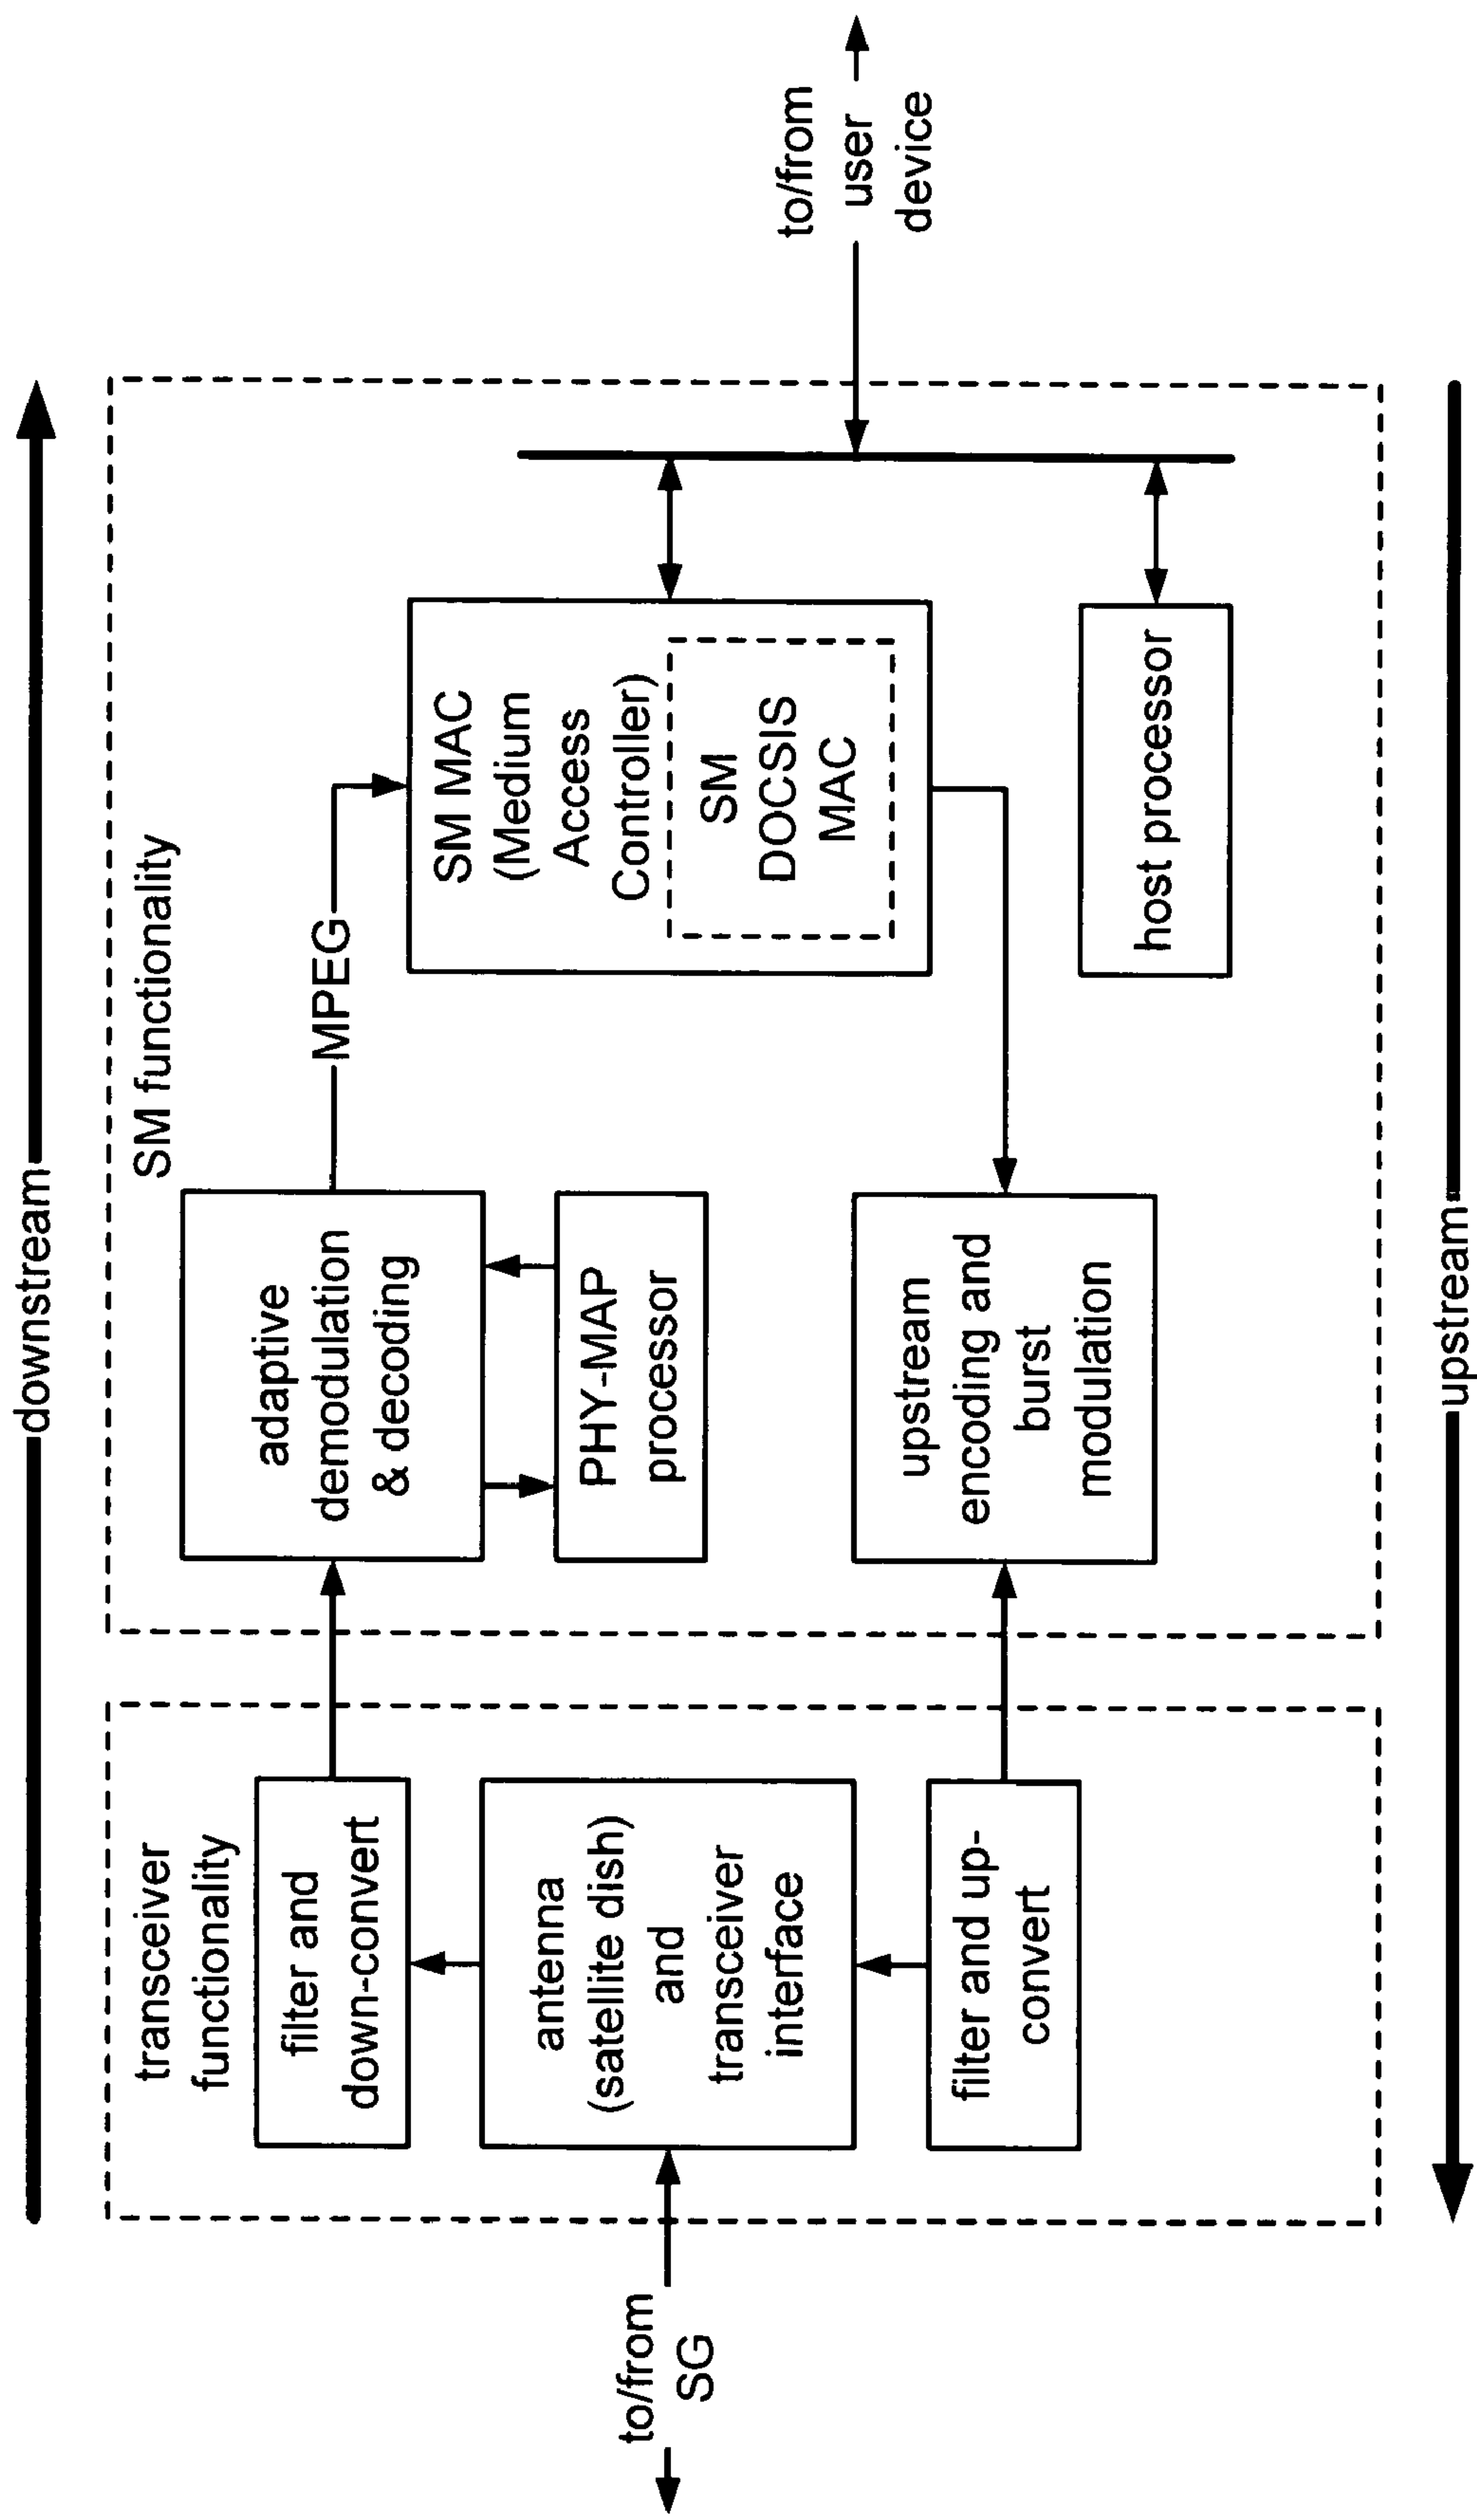 downstream
transceiver
functionality
filter and
down-convert
antenna
(satellite dish)
and
transceiver
interface
filter and up-
convert
to/from
SG
SM functionality
adaptive
demodulation
& decoding
PHY-MAP
processor
upstream
encoding and
burst
modulation
MPEG
SM MAC
(Medium
Access
Controller)
SM
DOCSIS
MAC
host processor
to/from
user
device
upstream